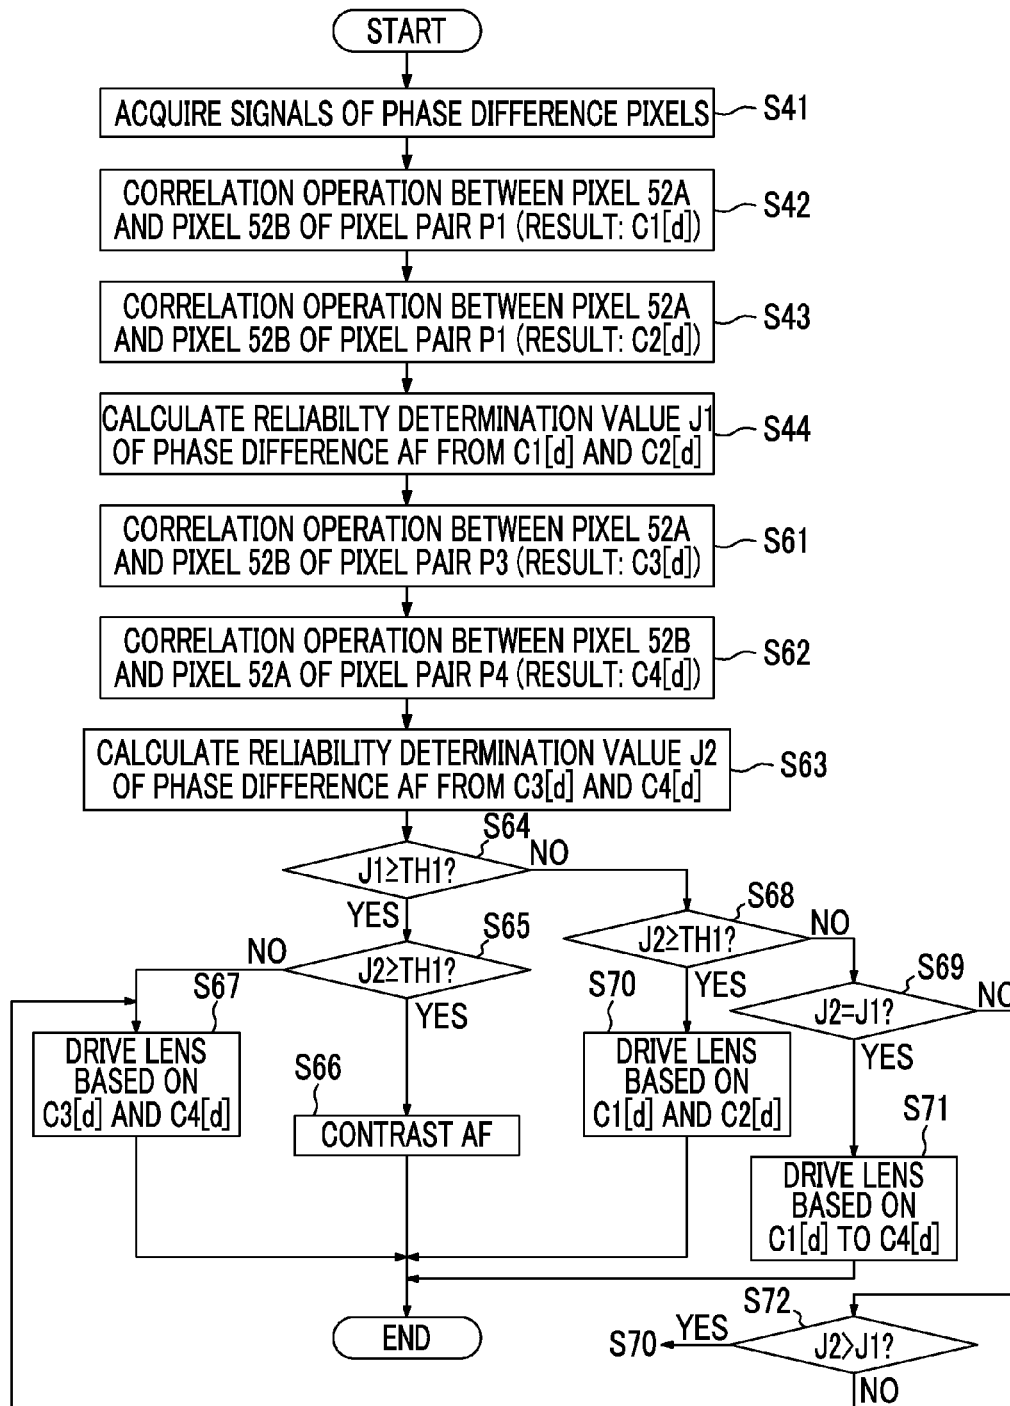 START
ACQUIRE SIGNALS OF PHASE DIFFERENCE PIXELS
S41
CORRELATION OPERATION BETWEEN PIXEL 52A
AND PIXEL 52B OF PIXEL PAIR P1 (RESULT: C1[d])
S42
CORRELATION OPERATION BETWEEN PIXEL 52A
AND PIXEL 52B OF PIXEL PAIR P1 (RESULT: C2[d])
S43
CALCULATE RELIABILTY DETERMINATION VALUE J1
OF PHASE DIFFERENCE AF FROM C1[d] AND C2[d]
S44
CORRELATION OPERATION BETWEEN PIXEL 52A
AND PIXEL 52B OF PIXEL PAIR P3 (RESULT: C3[d])
S61
CORRELATION OPERATION BETWEEN PIXEL 52B
AND PIXEL 52A OF PIXEL PAIR P4 (RESULT: C4[d])
S62
CALCULATE RELIABILITY DETERMINATION VALUE J2
OF PHASE DIFFERENCE AF FROM C3[d] AND C4[d]
S63
S64
J1≥TH1?
NO
YES
S65
J2≥TH1?
NO
YES
S68
J2≥TH1?
NO
YES
S69
J2=J1?
NO
YES
S67
DRIVE LENS
BASED ON
C3[d] AND C4[d]
S66
CONTRAST AF
S70
DRIVE LENS
BASED ON
C1[d] AND C2[d]
S71
DRIVE LENS
BASED ON
C1[d] TO C4[d]
S72
J2>J1?
YES
S70
NO
END